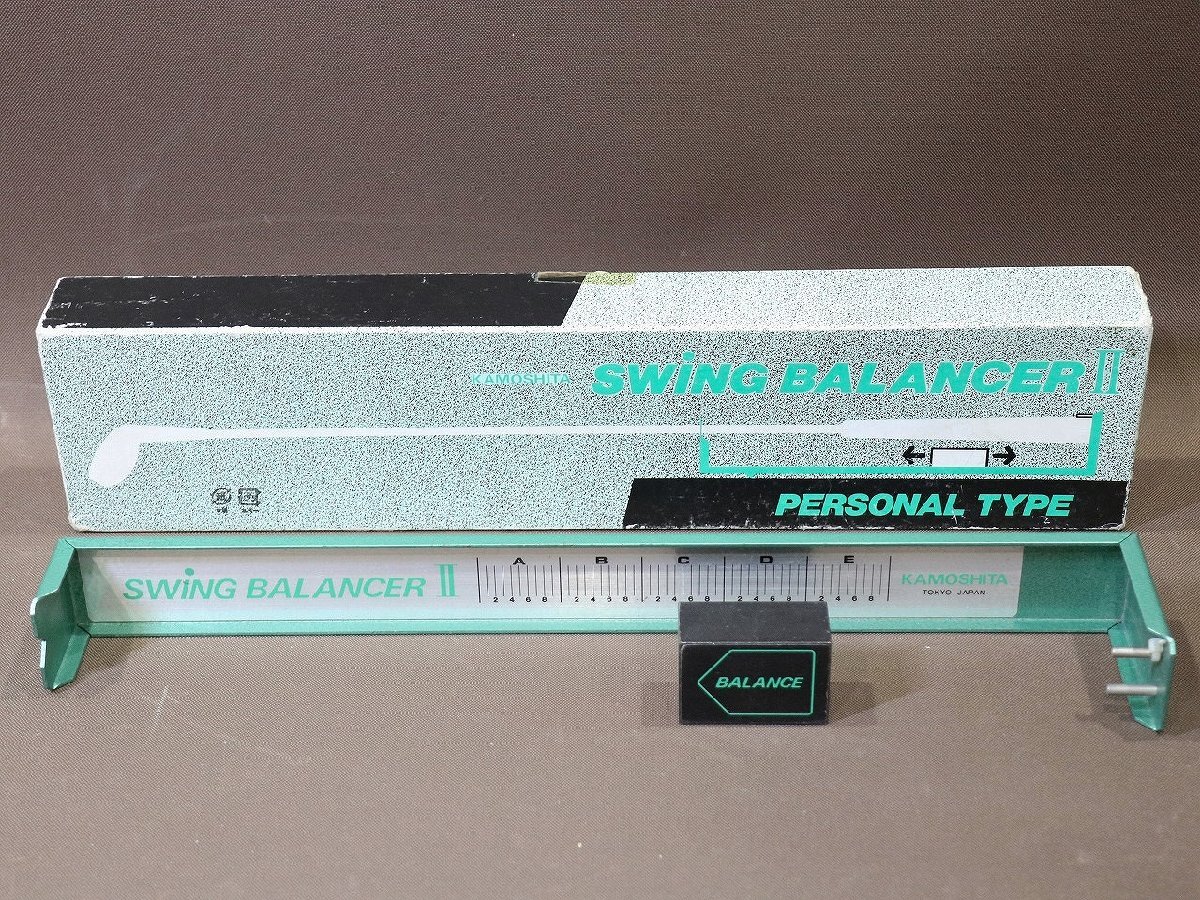 KAMOSHITA SWiNG BALANCER II
PERSONAL TYPE
SWiNG BALANCER II
A B C D E
2 4 6 8 2 4 6 8 2 4 6 8 2 4 6 8 2 4 6 8
KAMOSHITA
TOKYO JAPAN
BALANCE